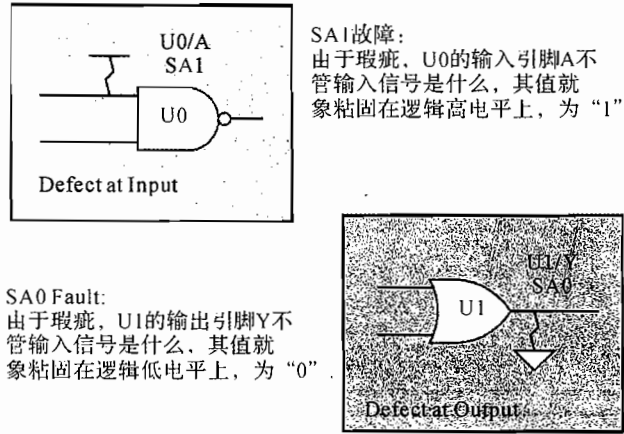 U0/A
SA1
U0
Defect at Input
SA1故障:
由于瑕疵，U0的输入引脚A不
管输入信号是什么，其值就
象粘固在逻辑高电平上，为“1”
U1/Y
SA0
U1
Defect at Output
SA0 Fault:
由于瑕疵，U1的输出引脚Y不
管输入信号是什么，其值就
象粘固在逻辑低电平上，为“0”.